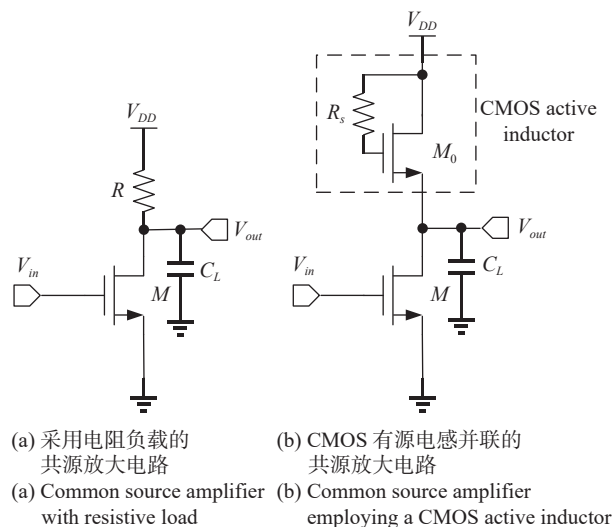 V_DD
R
V_out
V_in
C_L
M
V_DD
R_s
M_0
CMOS active
inductor
V_out
V_in
C_L
M
(a) 采用电阻负载的
共源放大电路
(a) Common source amplifier
with resistive load
(b) CMOS 有源电感并联的
共源放大电路
(b) Common source amplifier
employing a CMOS active inductor